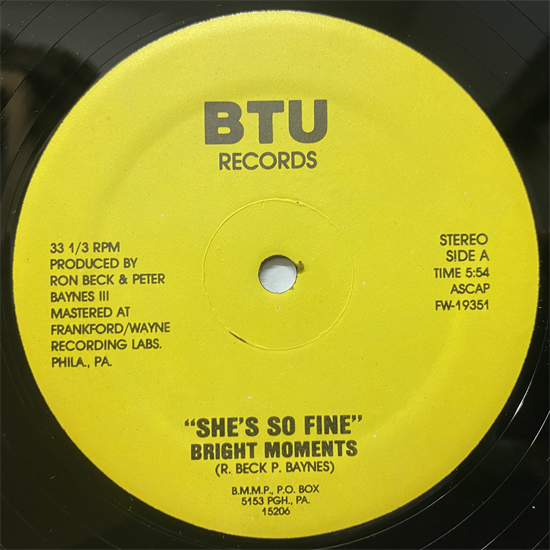 BTU
RECORDS
33 1/3 RPM
PRODUCED BY
RON BECK & PETER
BAYNES III
MASTERED AT
FRANKFORD/WAYNE
RECORDING LABS.
PHILA., PA.
STEREO
SIDE A
TIME 5:54
ASCAP
FW-19351
"SHE'S SO FINE"
BRIGHT MOMENTS
(R. BECK P. BAYNES)
B.M.M.P., P.O. BOX
5153 PGH., PA.
15206